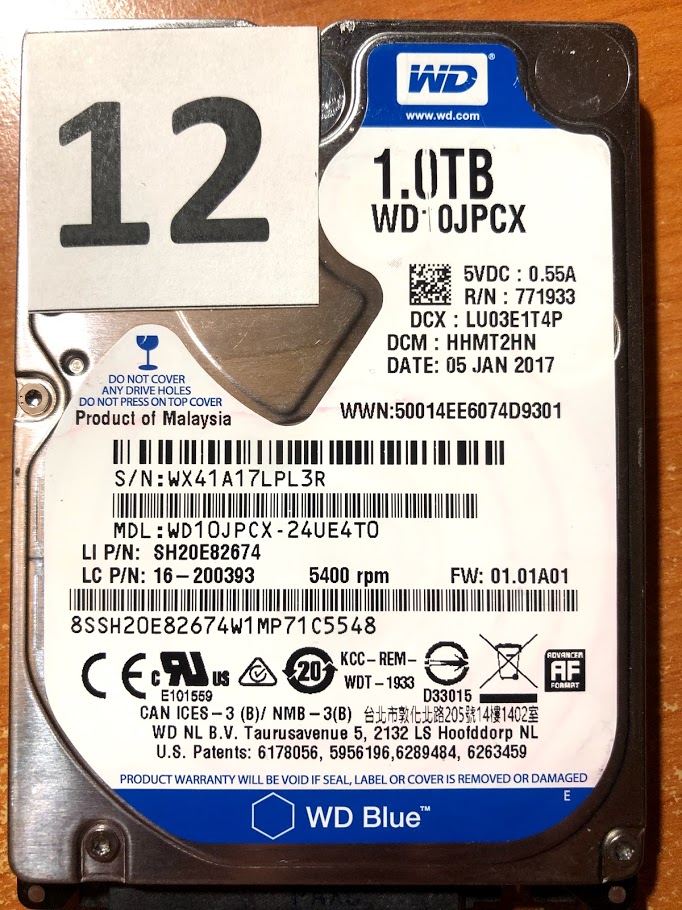 12
WD®
www.wd.com
1.0TB
WD10JPCX
5VDC : 0.55A
R/N : 771933
DCX : LU03E1T4P
DCM : HHMT2HN
DATE: 05 JAN 2017
DO NOT COVER
ANY DRIVE HOLES
DO NOT PRESS ON TOP COVER
Product of Malaysia
WWN:50014EE6074D9301
S/N:WX41A17LPL3R
MDL:WD10JPCX-24UE4T0
LI P/N: SH20E82674
LC P/N: 16-200393 5400 rpm FW: 01.01A01
8SSH20E82674W1MP71C5548
CE c RU us 20 KCC-REM-WDT-1933 ADVANCED AF FORMAT
E101559 D33015
CAN ICES-3 (B)/ NMB-3(B) 台北市敦化北路205號14樓1402室
WD NL B.V. Taurusavenue 5, 2132 LS Hoofddorp NL
U.S. Patents: 6178056, 5956196,6289484, 6263459
PRODUCT WARRANTY WILL BE VOID IF SEAL, LABEL OR COVER IS REMOVED OR DAMAGED
E
WD Blue™